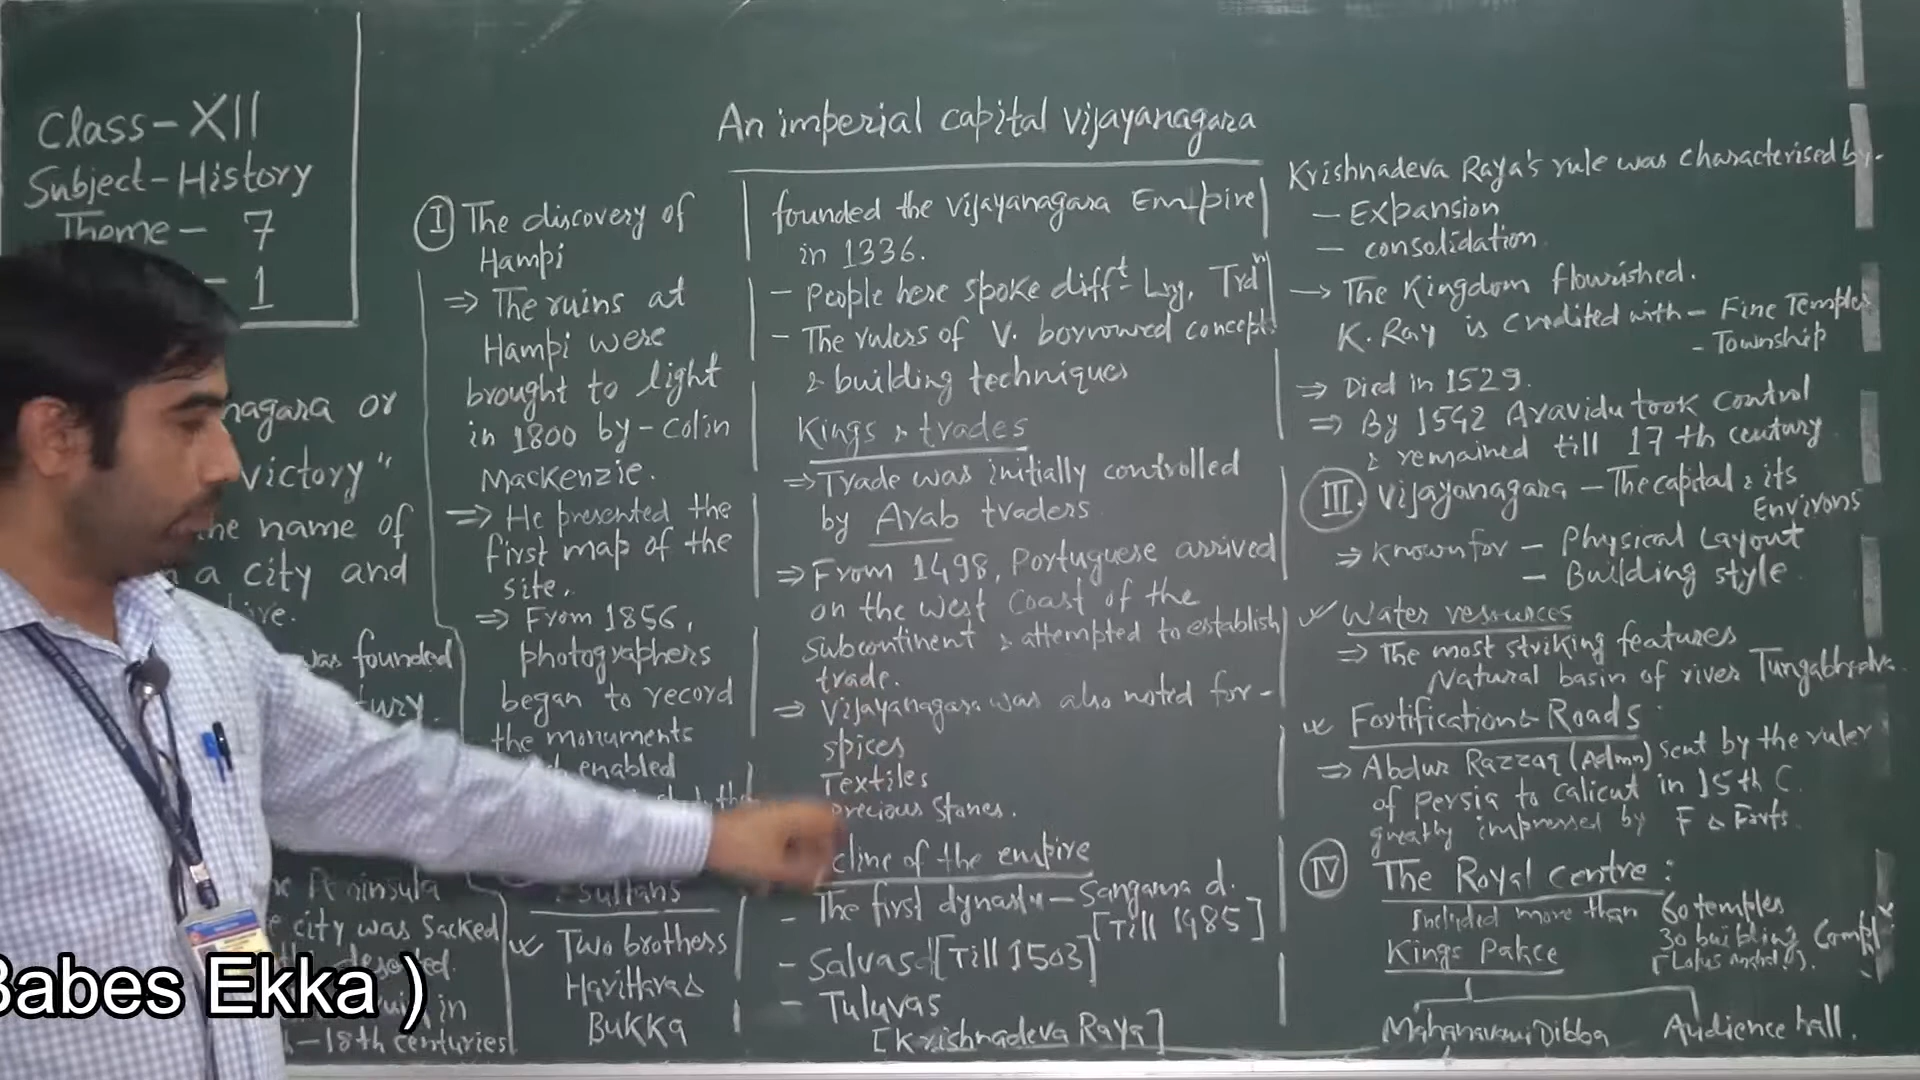 Class-XII
Subject-History
Theme - 7
- 1
nagara or
victory"
the name of
a city and
was founded
Peninsula
city was Sacked
in
-18th centuries
An imperial capital vijayanagara
I The discovery of
Hampi
⇒ The ruins at
Hampi were
brought to light
in 1800 by - colin
Mackenzie.
⇒ He presented the
first map of the
site.
⇒ From 1856,
photographers
began to record
the monuments
enabled
Sultans
Two brothers
Harihara &
Bukka
founded the vijayanagara Empire
in 1336.
- People here spoke diff^t Lng, Trd^n
- The rulers of V. borrowed concept
& building techniques
Kings & trades
⇒ Trade was initially controlled
by Arab traders
⇒ From 1498, Portuguese arrived
on the west coast of the
subcontinent & attempted to establish
trade.
⇒ Vijayanagara was also noted for -
spices
Textiles
Precious Stones.
cline of the empire
- The first dynasty - Sangama d.
[Till 1985]
- Salvas [Till 1503]
- Tuluvas
[Krishnadeva Raya]
Krishnadeva Raya's rule was characterised by -
- Expansion
- consolidation
→ The Kingdom flourished.
K. Ray is credited with - Fine Temples
- Township
⇒ Died in 1529.
⇒ By 1542 Aravidu took control
& remained till 17th century
III. Vijayanagara - The capital & its
Environs
⇒ Known for - Physical Layout
- Building style
Water resources
⇒ The most striking features
Natural basin of river
Fortification & Roads
⇒ Abdur Razzaq (Admn) sent by the ruler
of Persia to Calicut in 15th C.
greatly impressed by F & Forts.
IV The Royal centre :
Included more than 60 temples
30 building
Kings Palace
Mahanavami Dibba
Audience hall.
Babes Ekka )